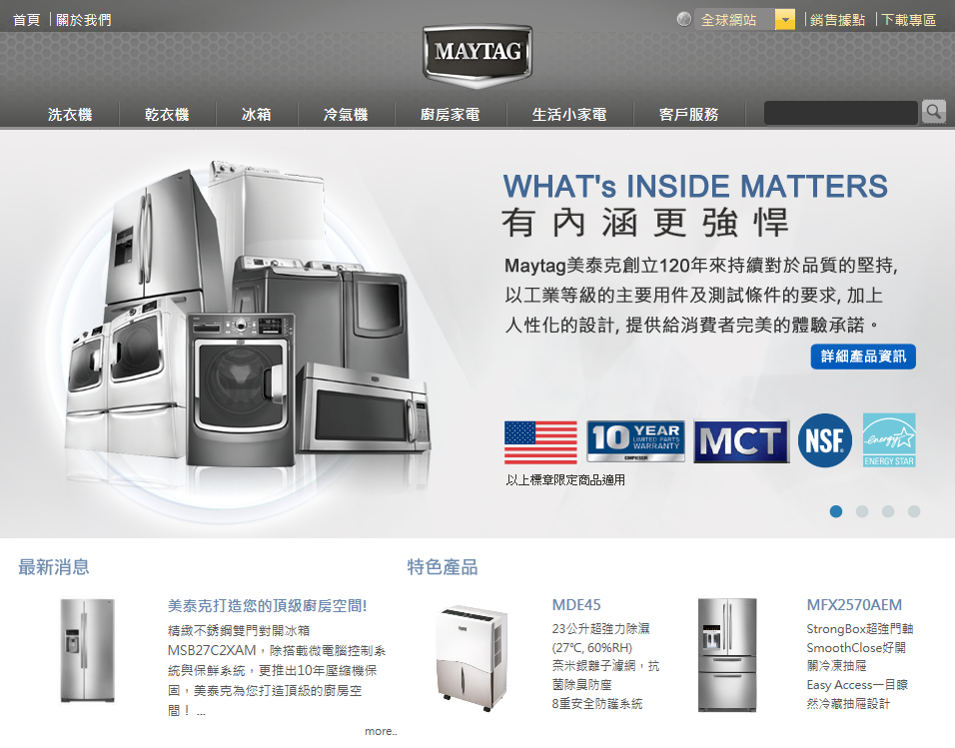 首頁 關於我們
全球網站 銷售據點 下載專區
MAYTAG
洗衣機 乾衣機 冰箱 冷氣機 廚房家電 生活小家電 客戶服務
WHAT's INSIDE MATTERS
有內涵更強悍
Maytag美泰克創立120年來持續對於品質的堅持,
以工業等級的主要用件及測試條件的要求, 加上
人性化的設計, 提供給消費者完美的體驗承諾。
詳細產品資訊
10 YEAR
LIMITED PARTS
WARRANTY
COMPRESSOR
MCT
NSF.
energy
ENERGY STAR
以上標章限定商品適用
最新消息
美泰克打造您的頂級廚房空間!
精緻不銹鋼雙門對開冰箱
MSB27C2XAM，除搭載微電腦控制系
統與保鮮系統，更推出10年壓縮機保
固，美泰克為您打造頂級的廚房空
間！ ...
more..
特色產品
MDE45
23公升超強力除濕
(27℃, 60%RH)
奈米銀離子濾網，抗
菌除臭防塵
8重安全防護系統
MFX2570AEM
StrongBox超強門軸
SmoothClose好開
關冷凍抽屜
Easy Access一目瞭
然冷藏抽屜設計